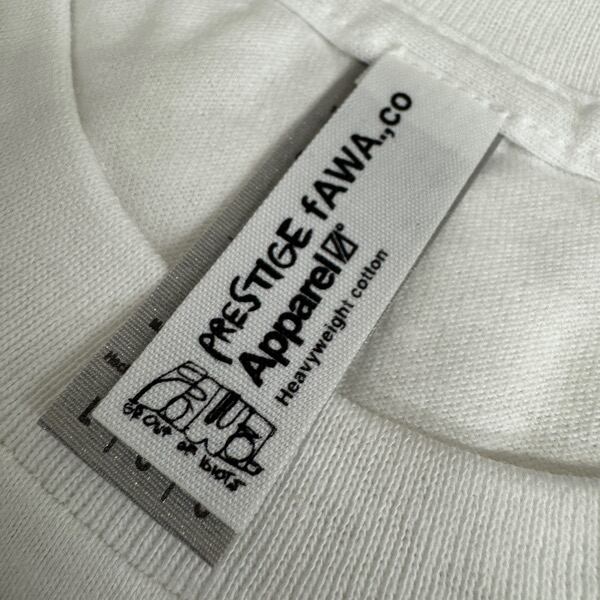 PRESTIGE fAWA.,CO
Apparel
Heavyweight cotton
GROUP OF IDIOTS